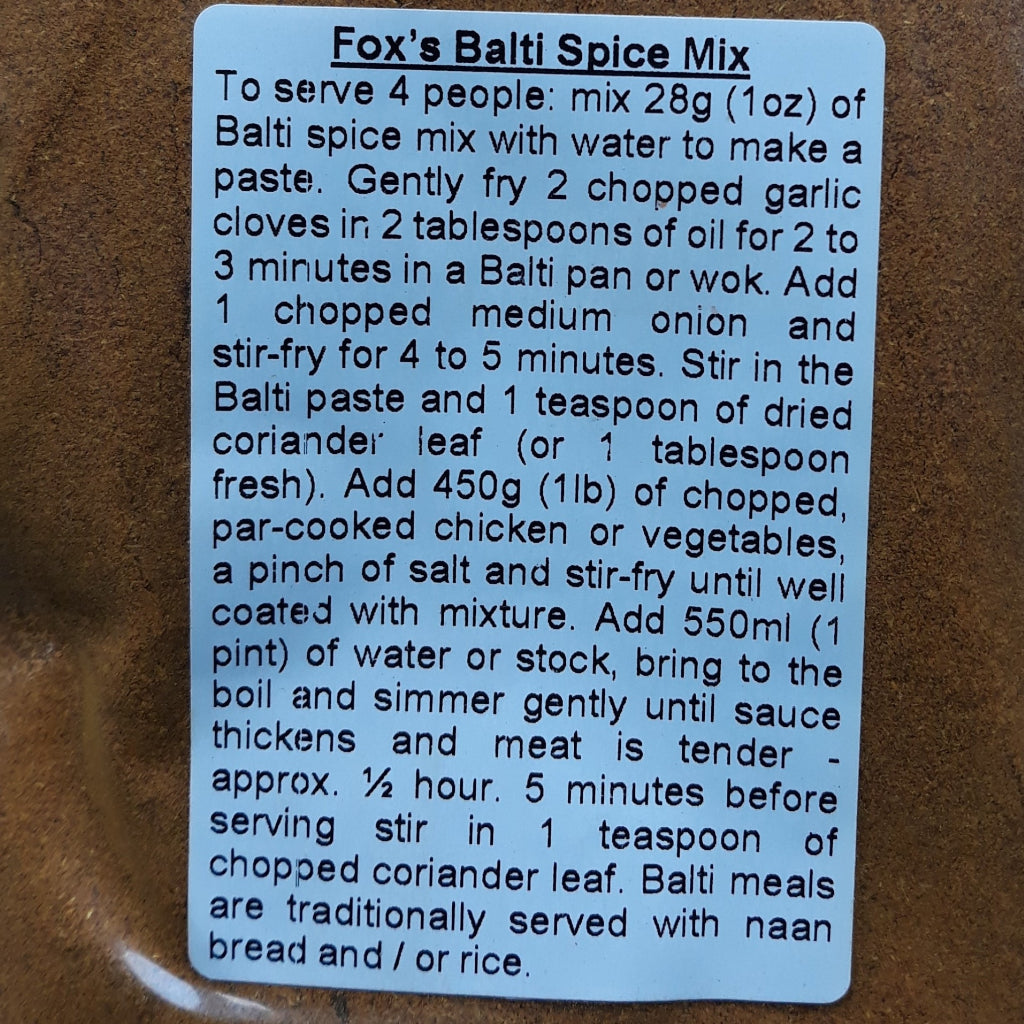 Fox's Balti Spice Mix
To serve 4 people: mix 28g (1oz) of
Balti spice mix with water to make a
paste. Gently fry 2 chopped garlic
cloves in 2 tablespoons of oil for 2 to
3 minutes in a Balti pan or wok. Add
1 chopped medium onion and
stir-fry for 4 to 5 minutes. Stir in the
Balti paste and 1 teaspoon of dried
coriander leaf (or 1 tablespoon
fresh). Add 450g (1lb) of chopped,
par-cooked chicken or vegetables,
a pinch of salt and stir-fry until well
coated with mixture. Add 550ml (1
pint) of water or stock, bring to the
boil and simmer gently until sauce
thickens and meat is tender -
approx. ½ hour. 5 minutes before
serving stir in 1 teaspoon of
chopped coriander leaf. Balti meals
are traditionally served with naan
bread and / or rice.